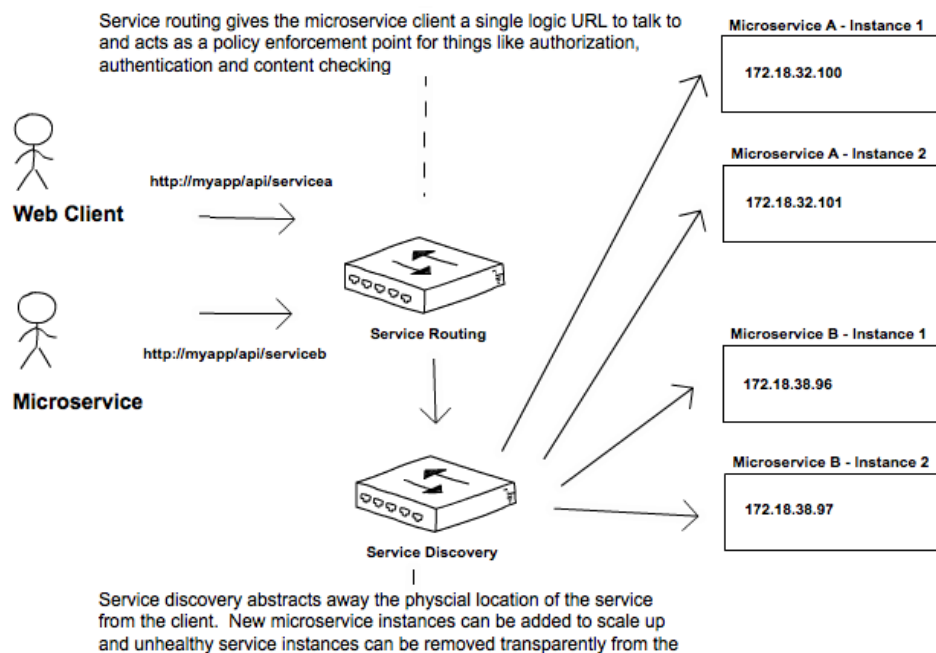 Service routing gives the microservice client a single logic URL to talk to
and acts as a policy enforcement point for things like authorization,
authentication and content checking
Microservice A - Instance 1
172.18.32.100
Microservice A - Instance 2
172.18.32.101
http://myapp/api/servicea
Web Client
Service Routing
http://myapp/api/serviceb
Microservice
Microservice B - Instance 1
172.18.38.96
Microservice B - Instance 2
172.18.38.97
Service Discovery
Service discovery abstracts away the physcial location of the service
from the client. New microservice instances can be added to scale up
and unhealthy service instances can be removed transparently from the